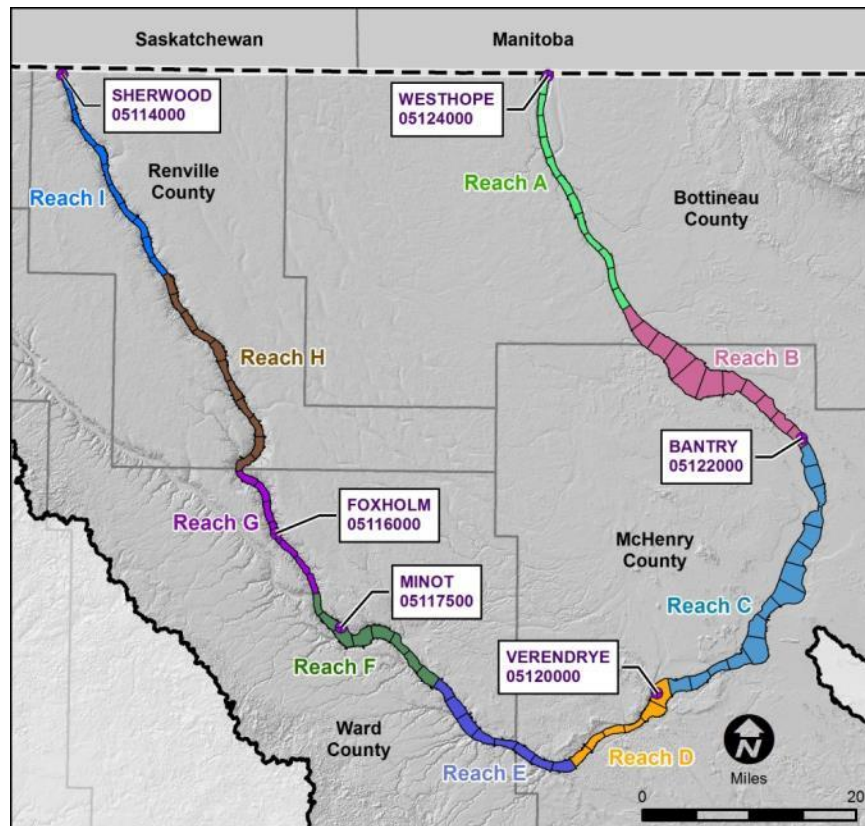 Saskatchewan
Manitoba
SHERWOOD
05114000
WESTHOPE
05124000
Renville
County
Reach I
Reach A
Bottineau
County
Reach H
Reach B
BANTRY
05122000
FOXHOLM
05116000
Reach G
McHenry
County
MINOT
05117500
Reach C
VERENDRYE
05120000
Reach F
Ward
County
N
Reach D
Reach E
Miles
0 20